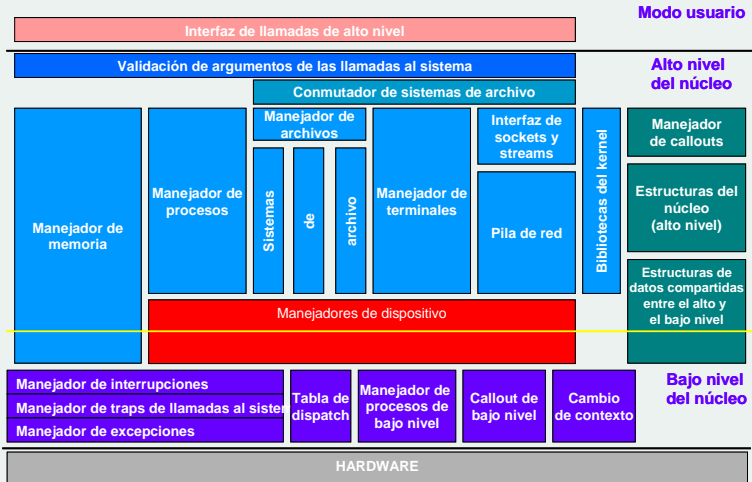 Modo usuario
Interfaz de llamadas de alto nivel
Validación de argumentos de las llamadas al sistema
Alto nivel
del núcleo
Conmutador de sistemas de archivo
Manejador de
memoria
Manejador de
procesos
Manejador de
archivos
Sistemas
de
archivo
Manejador de
terminales
Interfaz de
sockets y
streams
Pila de red
Bibliotecas del kernel
Manejador
de callouts
Estructuras del
núcleo
(alto nivel)
Estructuras de
datos compartidas
entre el alto y
el bajo nivel
Manejadores de dispositivo
Manejador de interrupciones
Manejador de traps de llamadas al sister
Manejador de excepciones
Tabla de
dispatch
Manejador de
procesos de
bajo nivel
Callout de
bajo nivel
Cambio
de contexto
Bajo nivel
del núcleo
HARDWARE